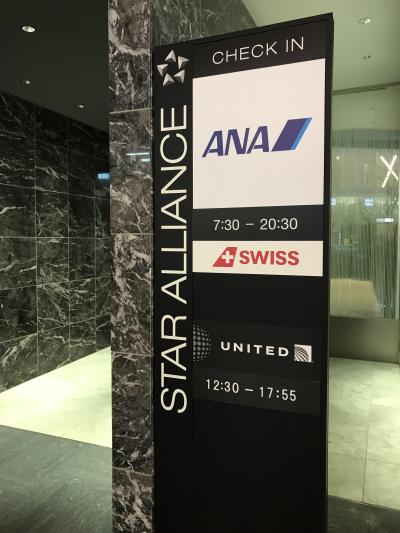 STAR ALLIANCE
CHECK IN
ANA
7:30 – 20:30
SWISS
UNITED
12:30 - 17:55